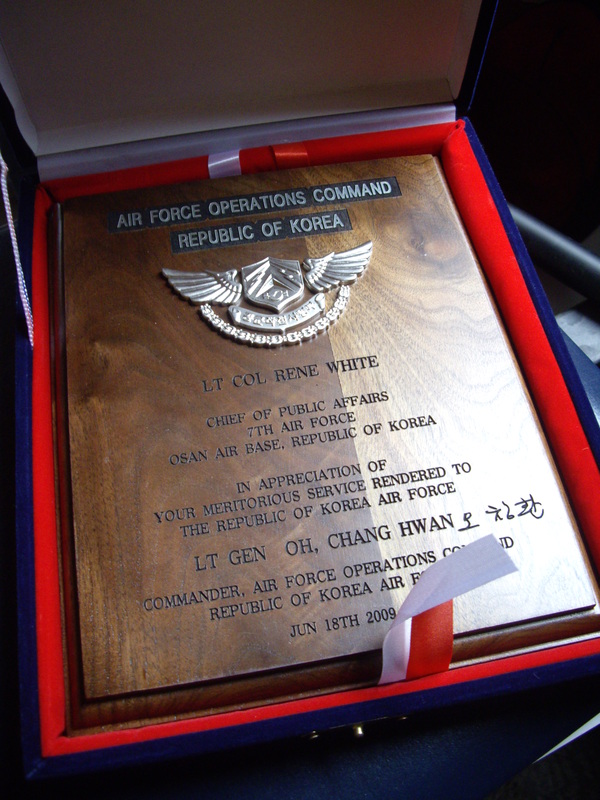 AIR FORCE OPERATIONS COMMAND
REPUBLIC OF KOREA
LT COL RENE WHITE
CHIEF OF PUBLIC AFFAIRS
7TH AIR FORCE
OSAN AIR BASE, REPUBLIC OF KOREA
IN APPRECIATION OF
YOUR MERITORIOUS SERVICE RENDERED TO
THE REPUBLIC OF KOREA AIR FORCE
LT GEN OH, CHANG HWAN 오 창환
COMMANDER, AIR FORCE OPERATIONS
REPUBLIC OF KOREA AIR
JUN 18TH 2009